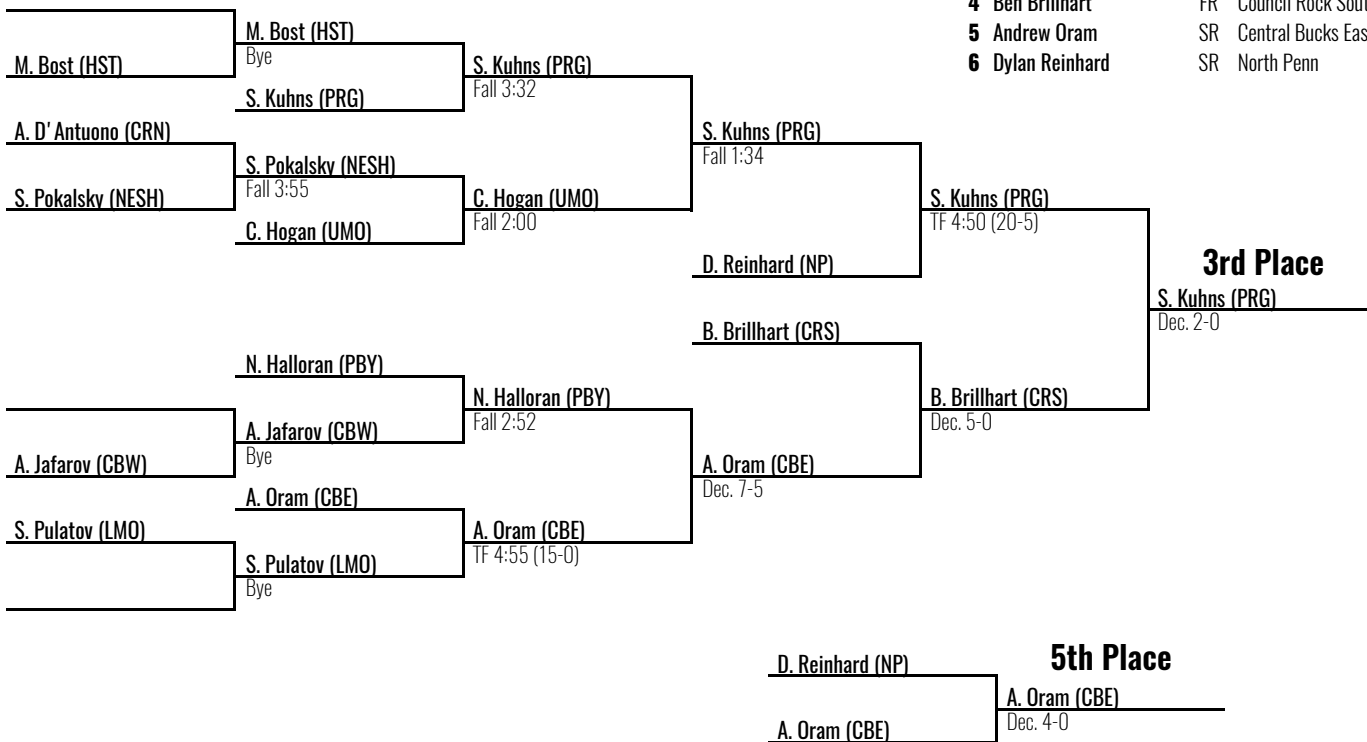 4 Ben Brillhart FR Council Rock Sout
5 Andrew Oram SR Central Bucks Eas
6 Dylan Reinhard SR North Penn
M. Bost (HST)
Bye
M. Bost (HST)
S. Kuhns (PRG)
Fall 3:32
S. Kuhns (PRG)
A. D'Antuono (CRN)
S. Kuhns (PRG)
Fall 1:34
S. Pokalsky (NESH)
Fall 3:55
S. Pokalsky (NESH)
C. Hogan (UMO)
Fall 2:00
S. Kuhns (PRG)
TF 4:50 (20-5)
C. Hogan (UMO)
D. Reinhard (NP)
3rd Place
S. Kuhns (PRG)
Dec. 2-0
B. Brillhart (CRS)
N. Halloran (PBY)
N. Halloran (PBY)
Fall 2:52
B. Brillhart (CRS)
Dec. 5-0
A. Jafarov (CBW)
Bye
A. Jafarov (CBW)
A. Oram (CBE)
Dec. 7-5
A. Oram (CBE)
S. Pulatov (LMO)
A. Oram (CBE)
TF 4:55 (15-0)
S. Pulatov (LMO)
Bye
D. Reinhard (NP)
5th Place
A. Oram (CBE)
Dec. 4-0
A. Oram (CBE)